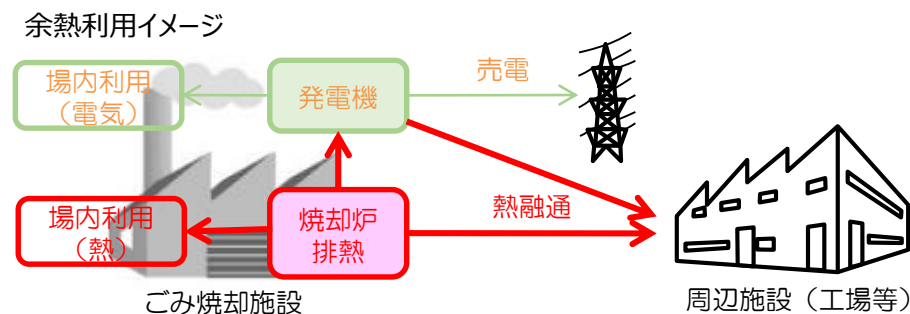 余熱利用イメージ
場内利用
(電気)
発電機
売電
場内利用
(熱)
焼却炉
排熱
熱融通
ごみ焼却施設
周辺施設(工場等)